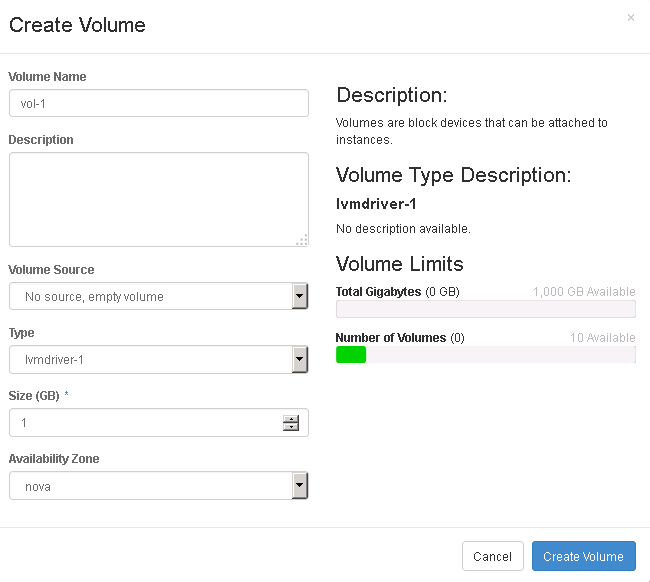 Create Volume
×
Volume Name
vol-1
Description
Volume Source
No source, empty volume
Type
lvmdriver-1
Size (GB) *
1
Availability Zone
nova
Description:
Volumes are block devices that can be attached to
instances.
Volume Type Description:
lvmdriver-1
No description available.
Volume Limits
Total Gigabytes (0 GB) 1,000 GB Available
Number of Volumes (0) 10 Available
Cancel Create Volume